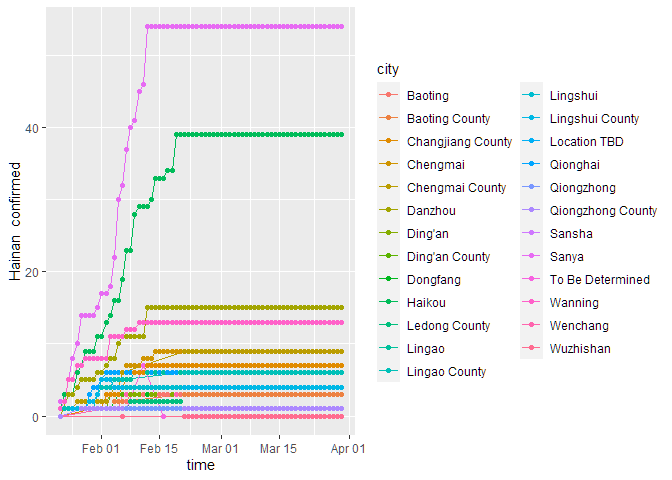 Hainan confirmed
40
20
0
Feb 01
Feb 15
Mar 01
Mar 15
Apr 01
time
city
Baoting
Baoting County
Changjiang County
Chengmai
Chengmai County
Danzhou
Ding'an
Ding'an County
Dongfang
Haikou
Ledong County
Lingao
Lingao County
Lingshui
Lingshui County
Location TBD
Qionghai
Qiongzhong
Qiongzhong County
Sansha
Sanya
To Be Determined
Wanning
Wenchang
Wuzhishan